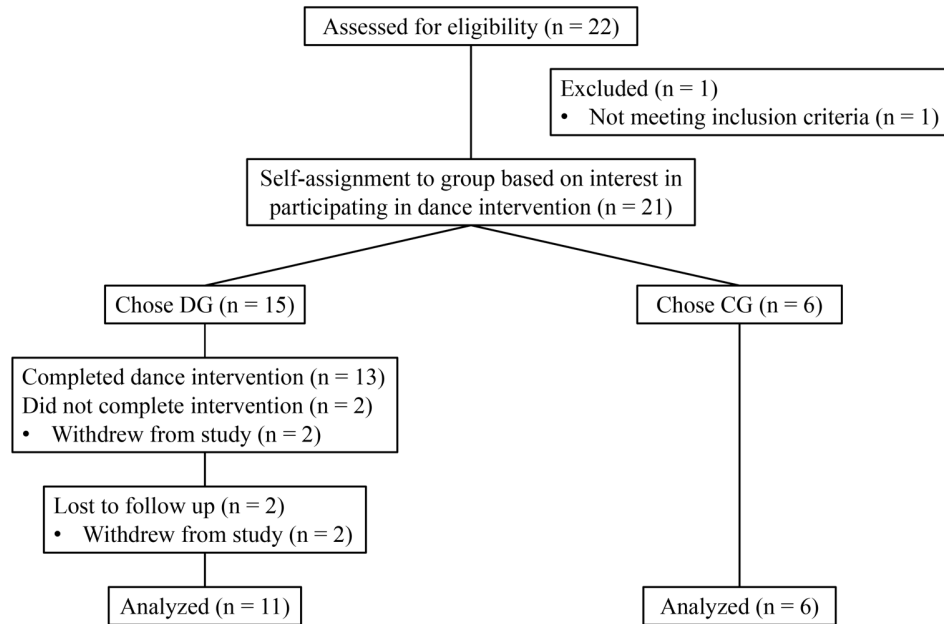 Assessed for eligibility (n = 22)
Excluded (n = 1)
• Not meeting inclusion criteria (n = 1)
Self-assignment to group based on interest in
participating in dance intervention (n = 21)
Chose DG (n = 15)
Chose CG (n = 6)
Completed dance intervention (n = 13)
Did not complete intervention (n = 2)
• Withdrew from study (n = 2)
Lost to follow up (n = 2)
• Withdrew from study (n = 2)
Analyzed (n = 11)
Analyzed (n = 6)